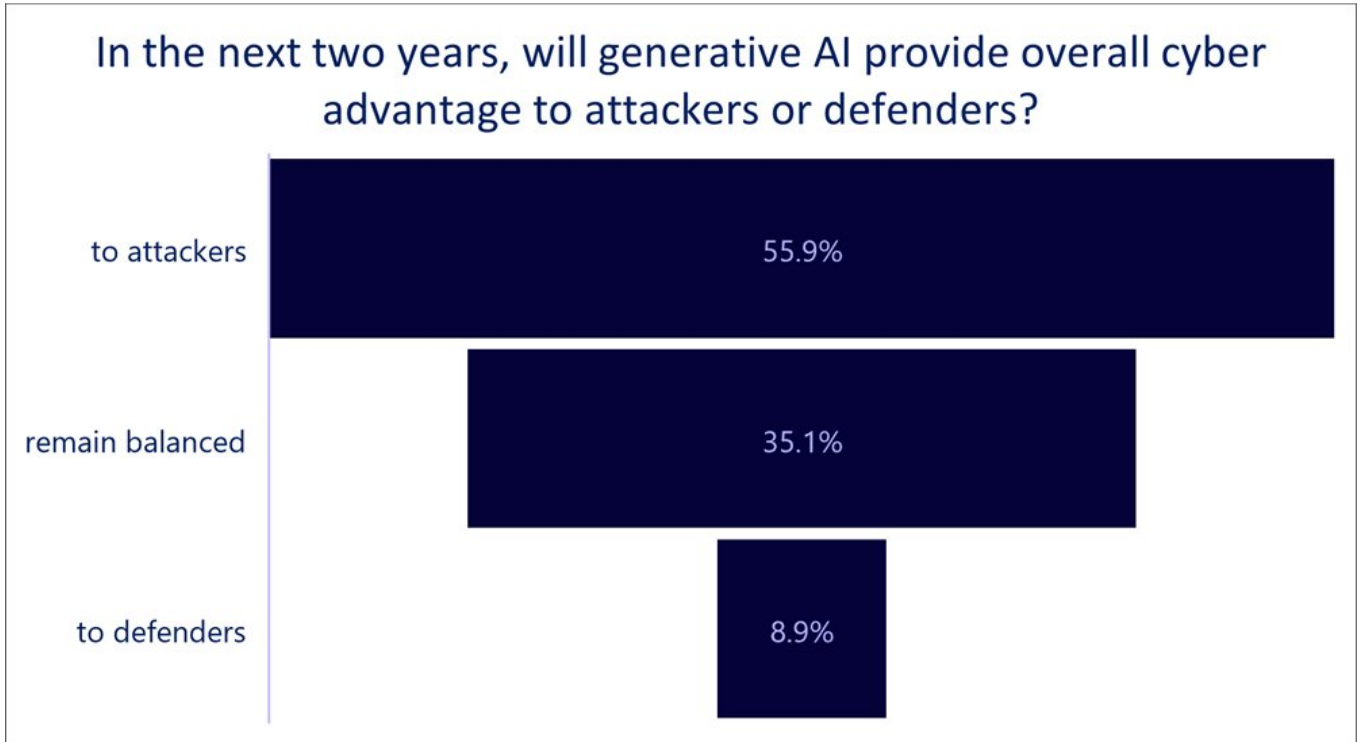 In the next two years, will generative AI provide overall cyber
advantage to attackers or defenders?
to attackers
55.9%
remain balanced
35.1%
to defenders
8.9%